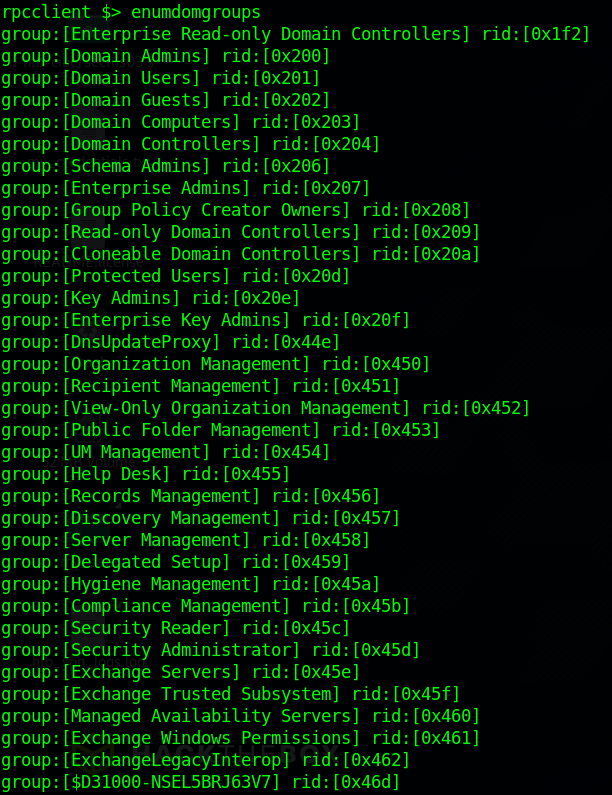 rpcclient $> enumdomgroups
group:[Enterprise Read-only Domain Controllers] rid:[0x1f2]
group:[Domain Admins] rid:[0x200]
group:[Domain Users] rid:[0x201]
group:[Domain Guests] rid:[0x202]
group:[Domain Computers] rid:[0x203]
group:[Domain Controllers] rid:[0x204]
group:[Schema Admins] rid:[0x206]
group:[Enterprise Admins] rid:[0x207]
group:[Group Policy Creator Owners] rid:[0x208]
group:[Read-only Domain Controllers] rid:[0x209]
group:[Cloneable Domain Controllers] rid:[0x20a]
group:[Protected Users] rid:[0x20d]
group:[Key Admins] rid:[0x20e]
group:[Enterprise Key Admins] rid:[0x20f]
group:[DnsUpdateProxy] rid:[0x44e]
group:[Organization Management] rid:[0x450]
group:[Recipient Management] rid:[0x451]
group:[View-Only Organization Management] rid:[0x452]
group:[Public Folder Management] rid:[0x453]
group:[UM Management] rid:[0x454]
group:[Help Desk] rid:[0x455]
group:[Records Management] rid:[0x456]
group:[Discovery Management] rid:[0x457]
group:[Server Management] rid:[0x458]
group:[Delegated Setup] rid:[0x459]
group:[Hygiene Management] rid:[0x45a]
group:[Compliance Management] rid:[0x45b]
group:[Security Reader] rid:[0x45c]
group:[Security Administrator] rid:[0x45d]
group:[Exchange Servers] rid:[0x45e]
group:[Exchange Trusted Subsystem] rid:[0x45f]
group:[Managed Availability Servers] rid:[0x460]
group:[Exchange Windows Permissions] rid:[0x461]
HACKTHEBOX
group:[ExchangeLegacyInterop] rid:[0x462]
group:[$D31000-NSEL5BRJ63V7] rid:[0x46d]